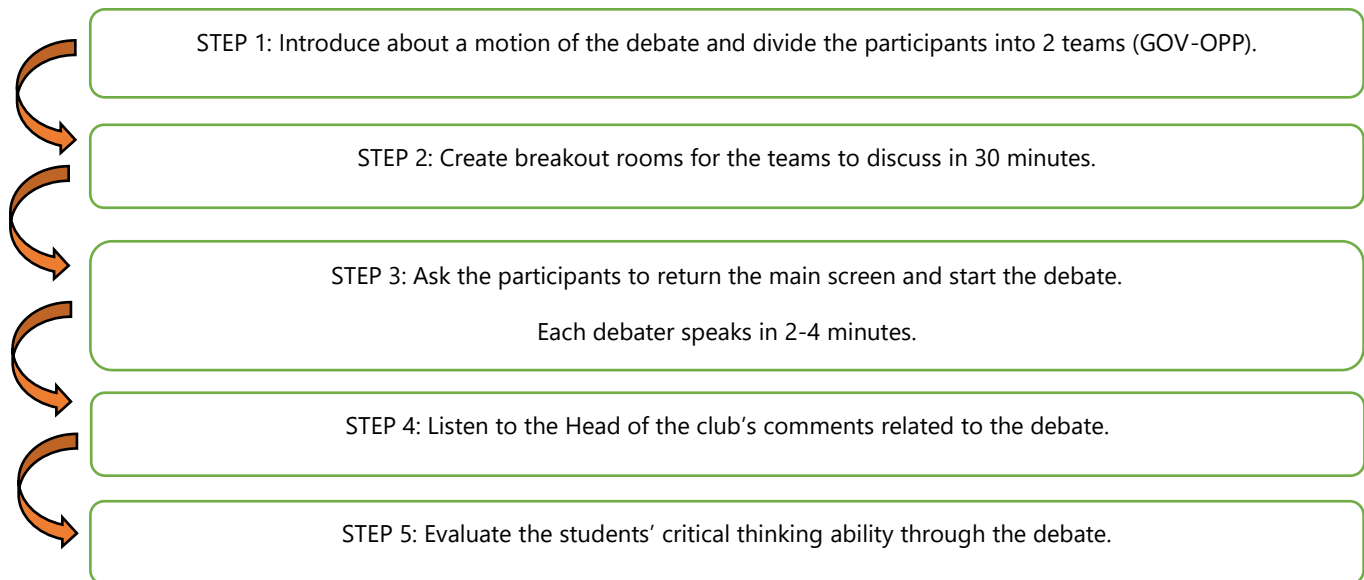 STEP 1: Introduce about a motion of the debate and divide the participants into 2 teams (GOV-OPP).
STEP 2: Create breakout rooms for the teams to discuss in 30 minutes.
STEP 3: Ask the participants to return the main screen and start the debate.
Each debater speaks in 2-4 minutes.
STEP 4: Listen to the Head of the club’s comments related to the debate.
STEP 5: Evaluate the students’ critical thinking ability through the debate.